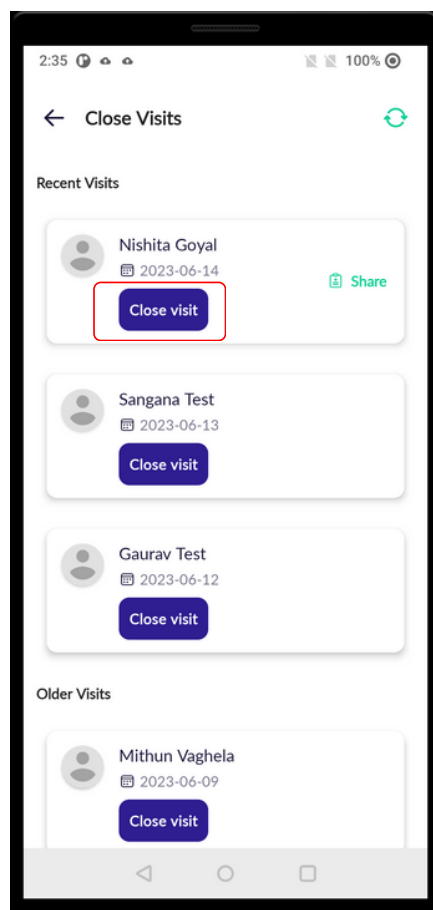 2:35 100%
Close Visits
Recent Visits
Nishita Goyal
2023-06-14
Share
Close visit
Sangana Test
2023-06-13
Close visit
Gaurav Test
2023-06-12
Close visit
Older Visits
Mithun Vaghela
2023-06-09
Close visit